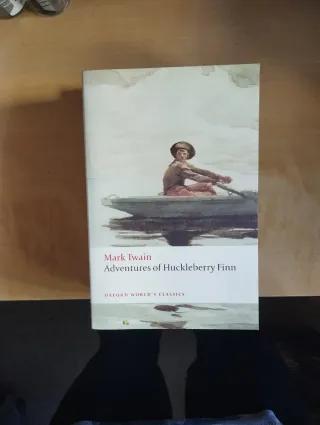 Mark Twain
Adventures of Huckleberry Finn
OXFORD WORLD'S CLASSICS